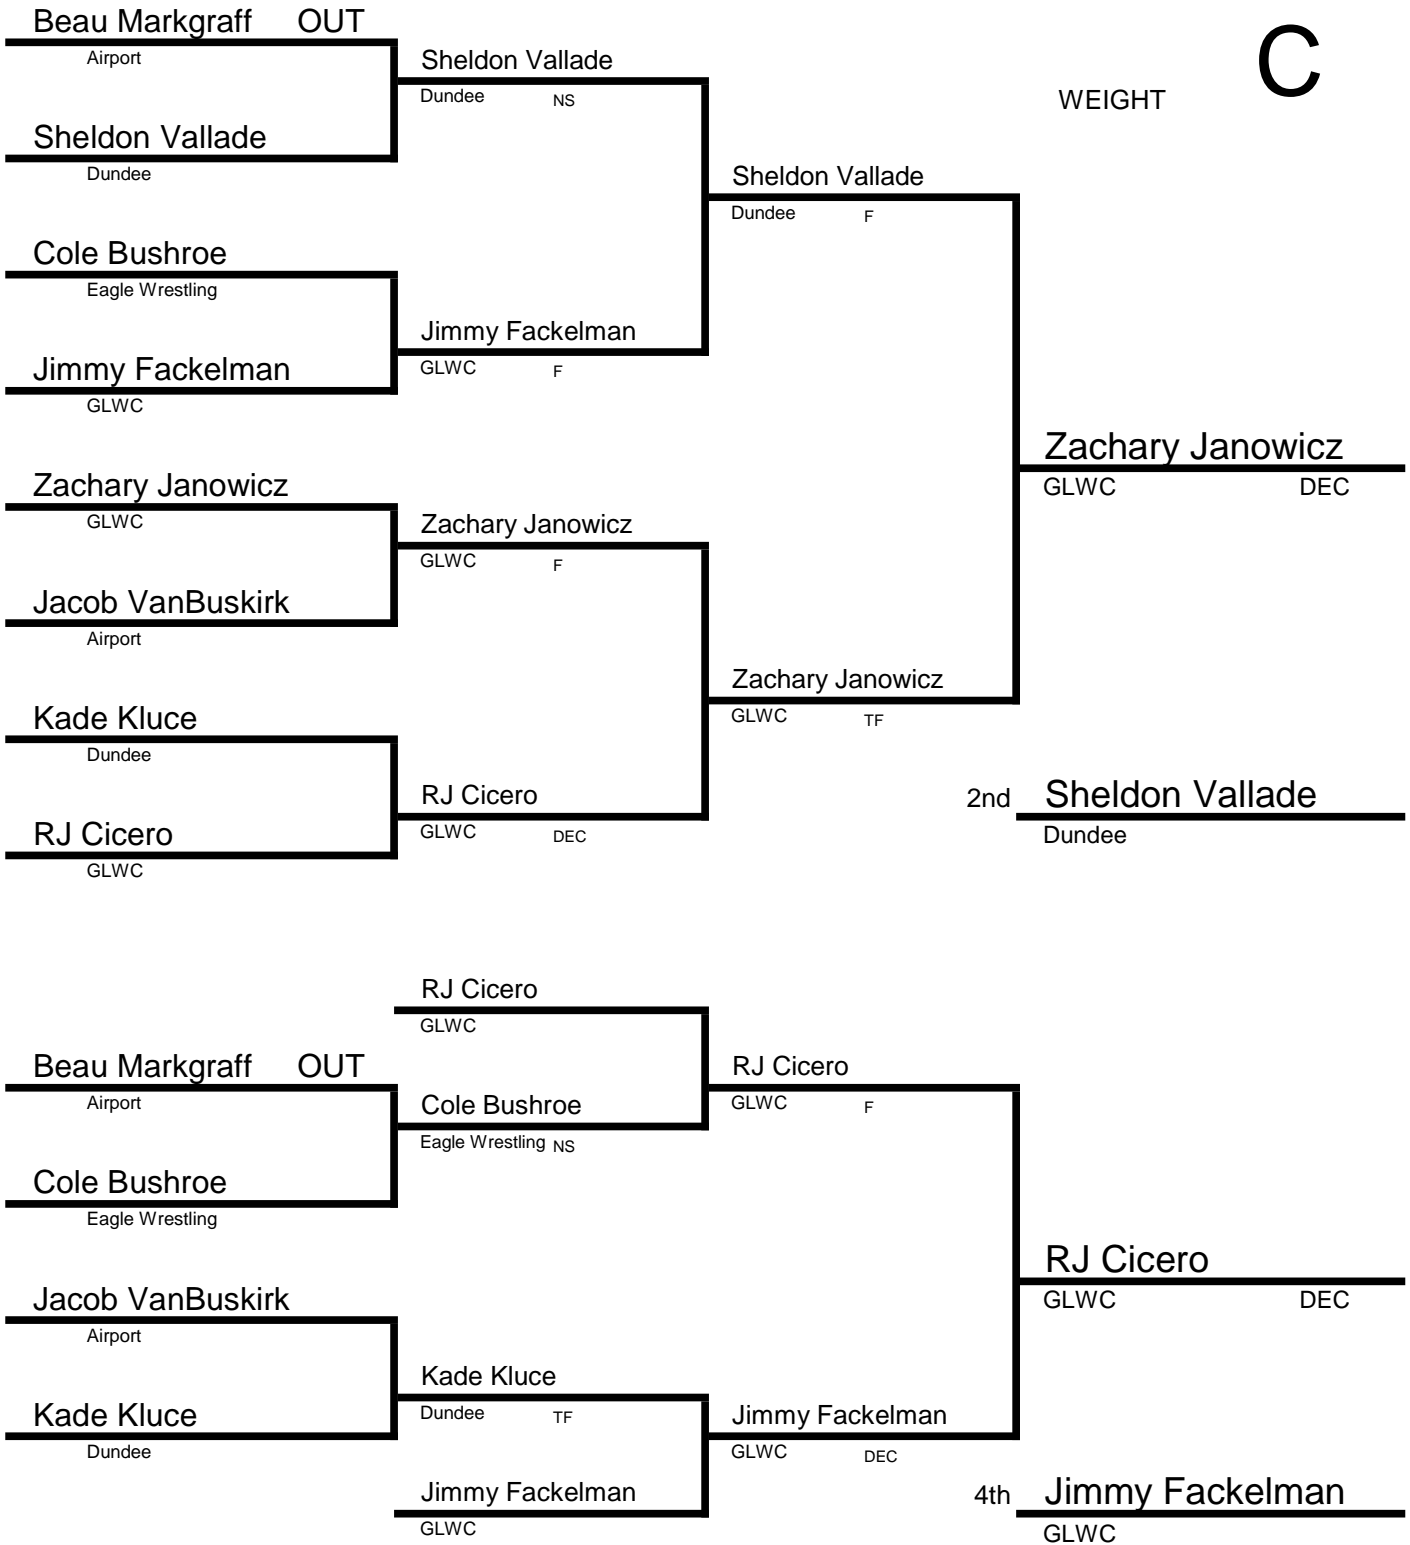 Beau Markgraff OUT
Airport
Sheldon Vallade
Dundee NS
C
WEIGHT
Sheldon Vallade
Dundee
Sheldon Vallade
Dundee F
Cole Bushroe
Eagle Wrestling
Jimmy Fackelman
GLWC F
Jimmy Fackelman
GLWC
Zachary Janowicz
GLWC DEC
Zachary Janowicz
GLWC
Zachary Janowicz
GLWC F
Jacob VanBuskirk
Airport
Zachary Janowicz
GLWC TF
Kade Kluce
Dundee
RJ Cicero
GLWC DEC
2nd Sheldon Vallade
Dundee
RJ Cicero
GLWC
RJ Cicero
GLWC
Beau Markgraff OUT
Airport
RJ Cicero
GLWC F
Cole Bushroe
Eagle Wrestling NS
Cole Bushroe
Eagle Wrestling
RJ Cicero
GLWC DEC
Jacob VanBuskirk
Airport
Kade Kluce
Dundee TF
Kade Kluce
Dundee
Jimmy Fackelman
GLWC DEC
Jimmy Fackelman
GLWC
4th Jimmy Fackelman
GLWC